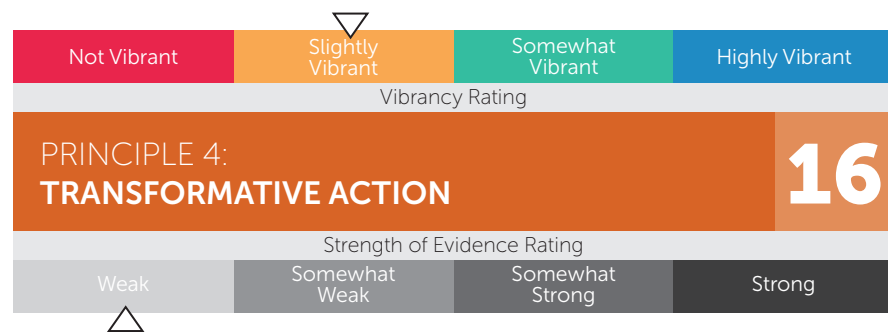 Not Vibrant
Slightly
Vibrant
Somewhat
Vibrant
Highly Vibrant
Vibrancy Rating
PRINCIPLE 4:
TRANSFORMATIVE ACTION
16
Strength of Evidence Rating
Weak
Somewhat
Weak
Somewhat
Strong
Strong